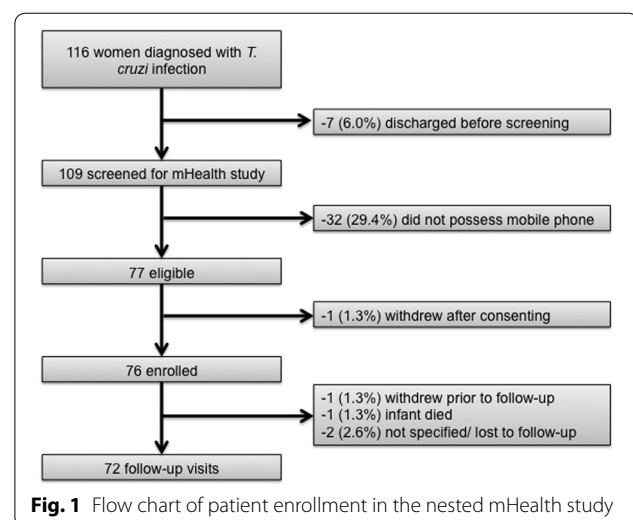 116 women diagnosed with T.
cruzi infection
-7 (6.0%) discharged before screening
109 screened for mHealth study
-32 (29.4%) did not possess mobile phone
77 eligible
-1 (1.3%) withdrew after consenting
76 enrolled
-1 (1.3%) withdrew prior to follow-up
-1 (1.3%) infant died
-2 (2.6%) not specified/ lost to follow-up
72 follow-up visits
Fig. 1 Flow chart of patient enrollment in the nested mHealth study